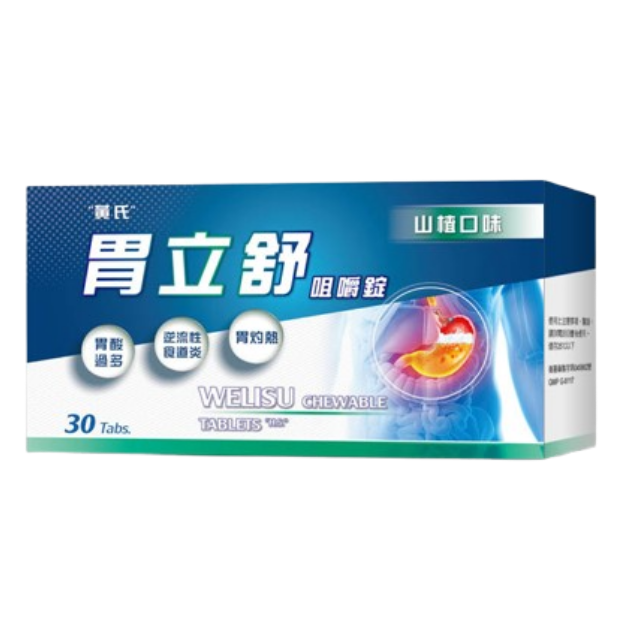 "黃氏"
山楂口味
胃立舒
咀嚼錠
胃酸
過多
逆流性
食道炎
胃灼熱
WELISU CHEWABLE
TABLETS "H.S."
30 Tabs.